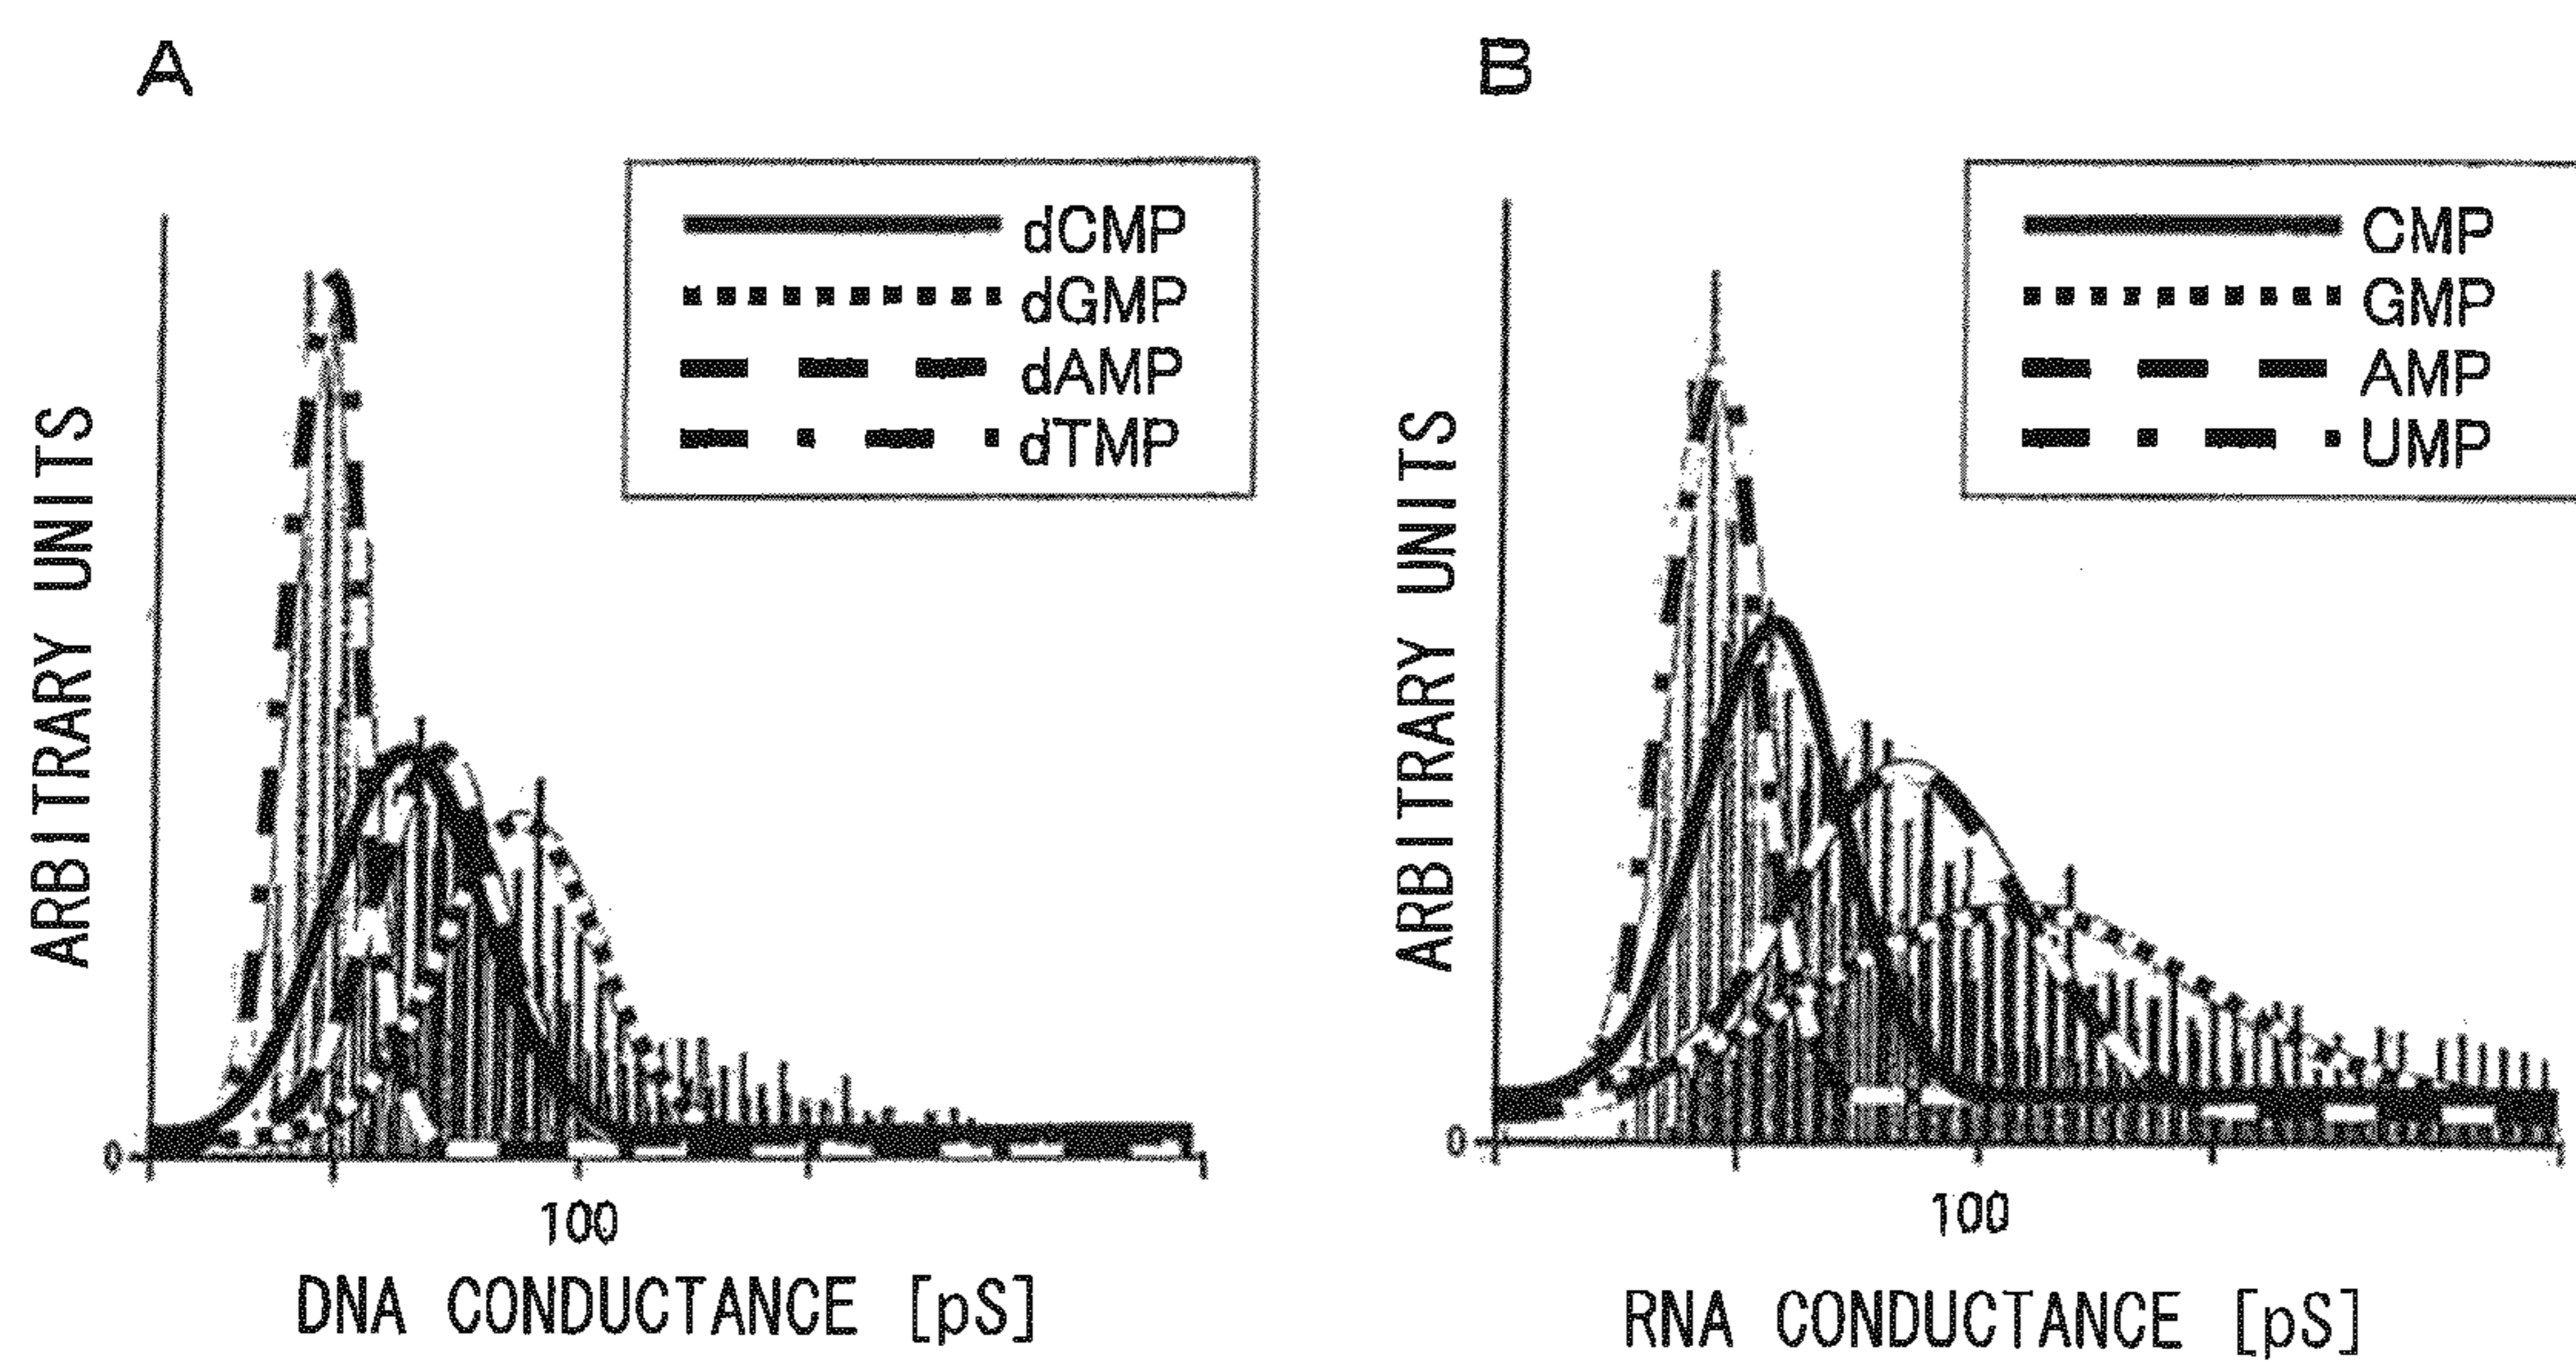 A
dCMP
dGMP
dAMP
dTMP
ARBITRARY UNITS
0
100
DNA CONDUCTANCE [pS]
B
CMP
GMP
AMP
UMP
ARBITRARY UNITS
0
100
RNA CONDUCTANCE [pS]